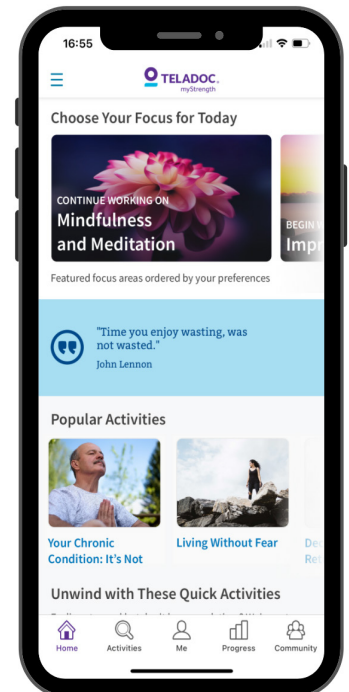 16:55
TELADOC.
myStrength
Choose Your Focus for Today
CONTINUE WORKING ON
Mindfulness
and Meditation
BEGIN
Impr
Featured focus areas ordered by your preferences
"Time you enjoy wasting, was
not wasted."
John Lennon
Popular Activities
Your Chronic
Condition: It's Not
Living Without Fear
Unwind with These Quick Activities
Home
Activities
Me
Progress
Community